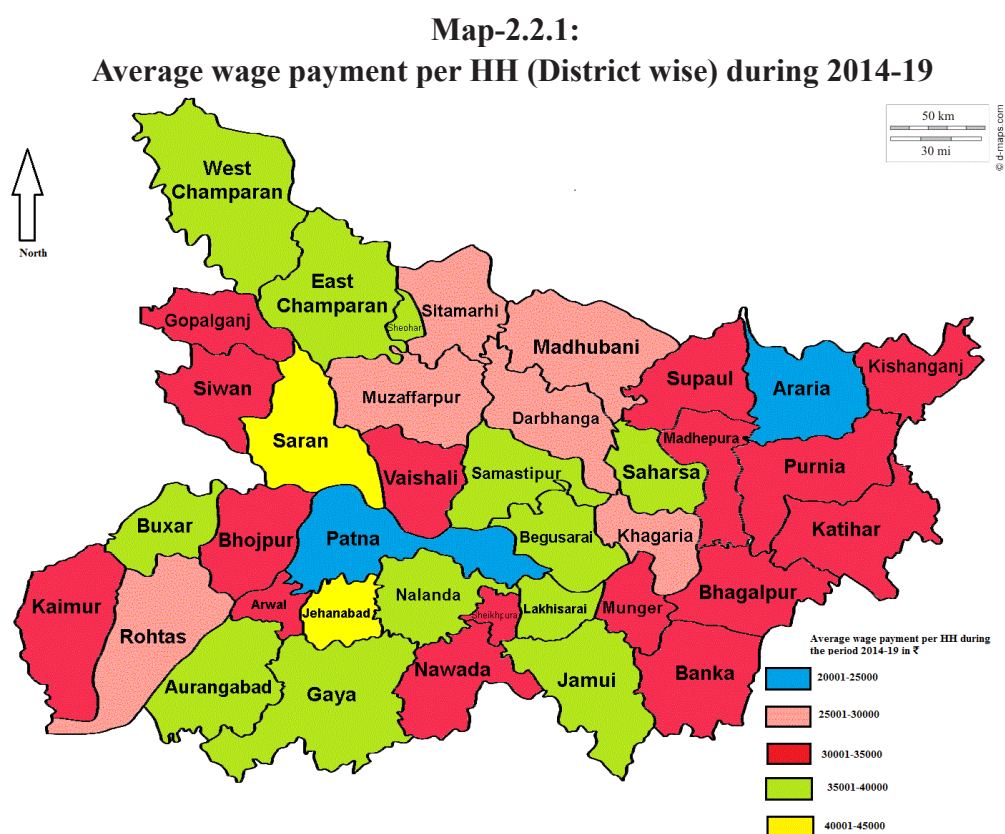 Map-2.2.1:
Average wage payment per HH (District wise) during 2014-19
50 km
30 mi
© d-maps.com
North
West
Champaran
East
Champaran
Sheohar
Sitamarhi
Gopalganj
Siwan
Saran
Muzaffarpur
Madhubani
Darbhanga
Supaul
Araria
Kishanganj
Madhepura
Purnia
Katihar
Vaishali
Samastipur
Saharsa
Buxar
Bhojpur
Patna
Begusarai
Khagaria
Kaimur
Rohtas
Arwal
Jehanabad
Nalanda
Sheikhpura
Lakhisarai
Munger
Bhagalpur
Aurangabad
Gaya
Nawada
Jamui
Banka
Average wage payment per HH during
the period 2014-19 in ₹
20001-25000
25001-30000
30001-35000
35001-40000
40001-45000